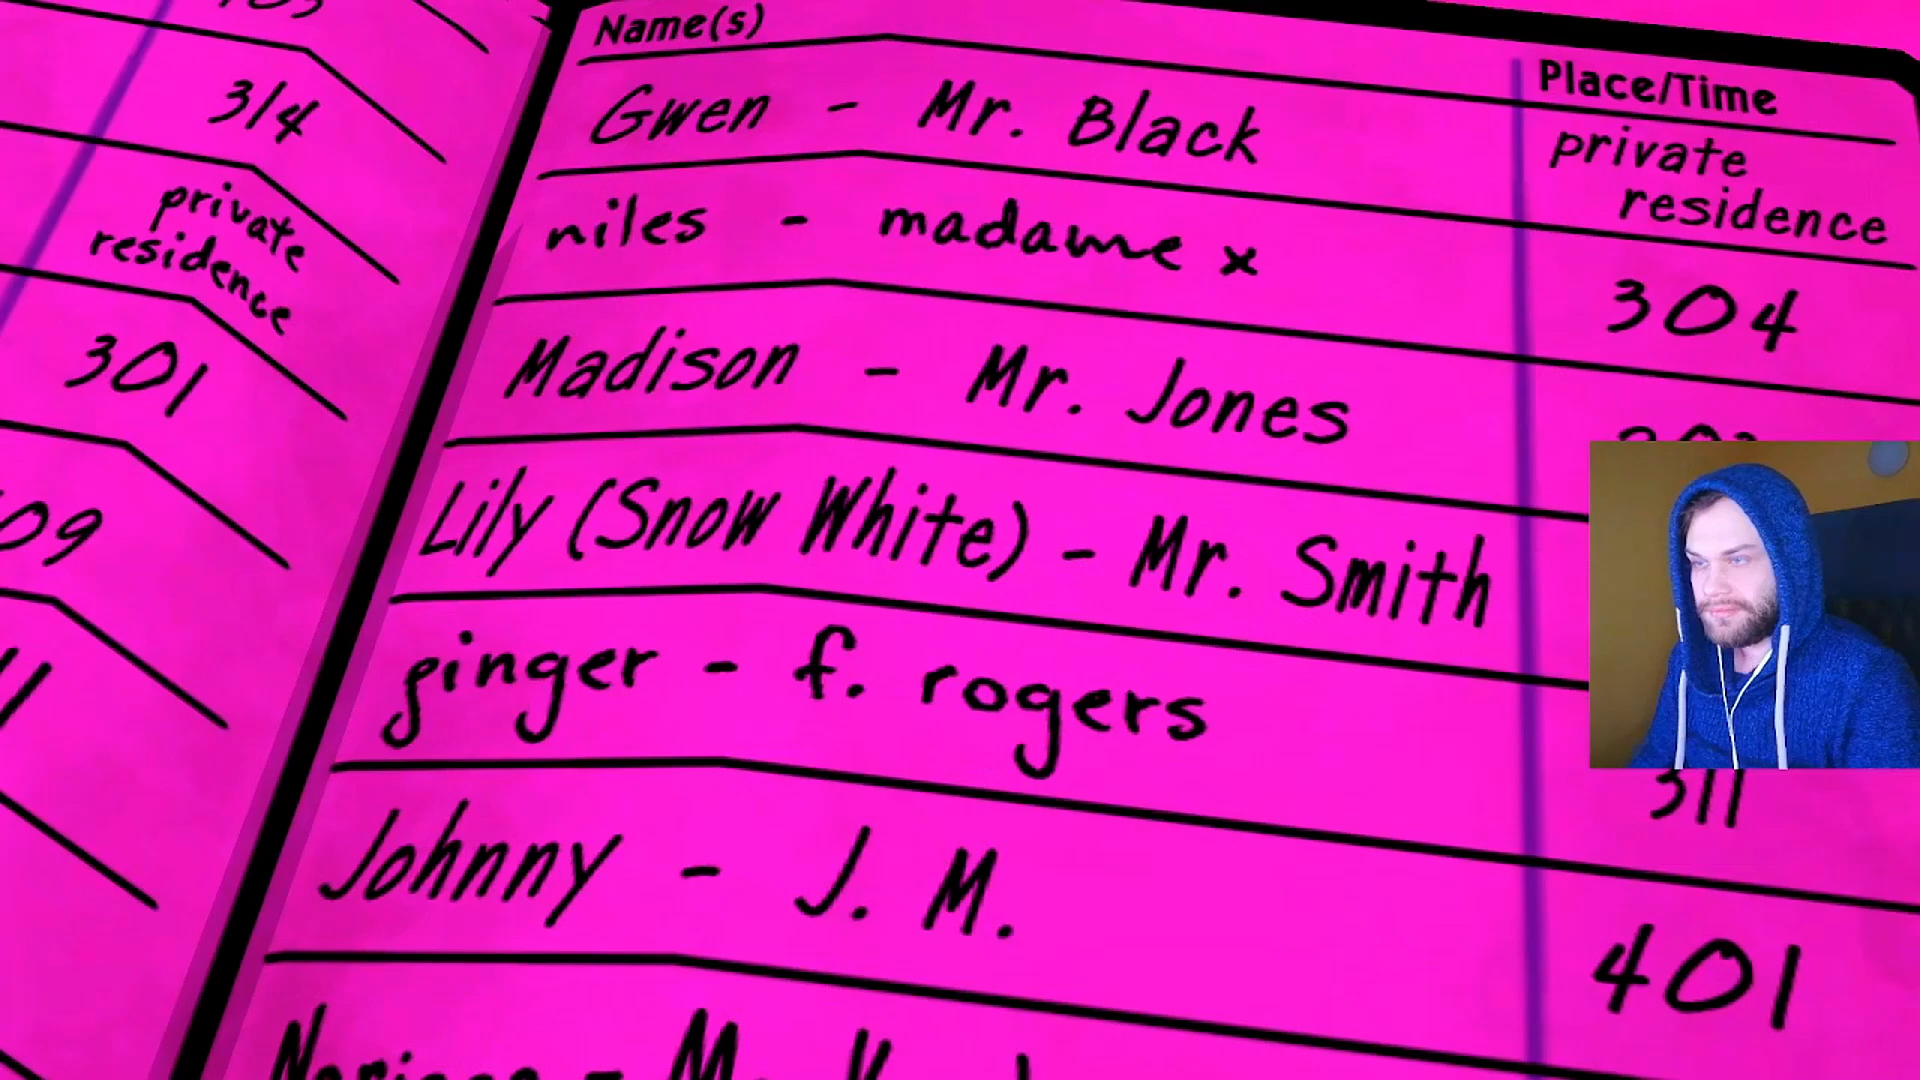 314
private
residence
301
Name(s)
Place/Time
Gwen - Mr. Black
private
residence
niles - madame x
304
Madison - Mr. Jones
Lily (Snow White) - Mr. Smith
ginger - f. rogers
311
Johnny - J. M.
401